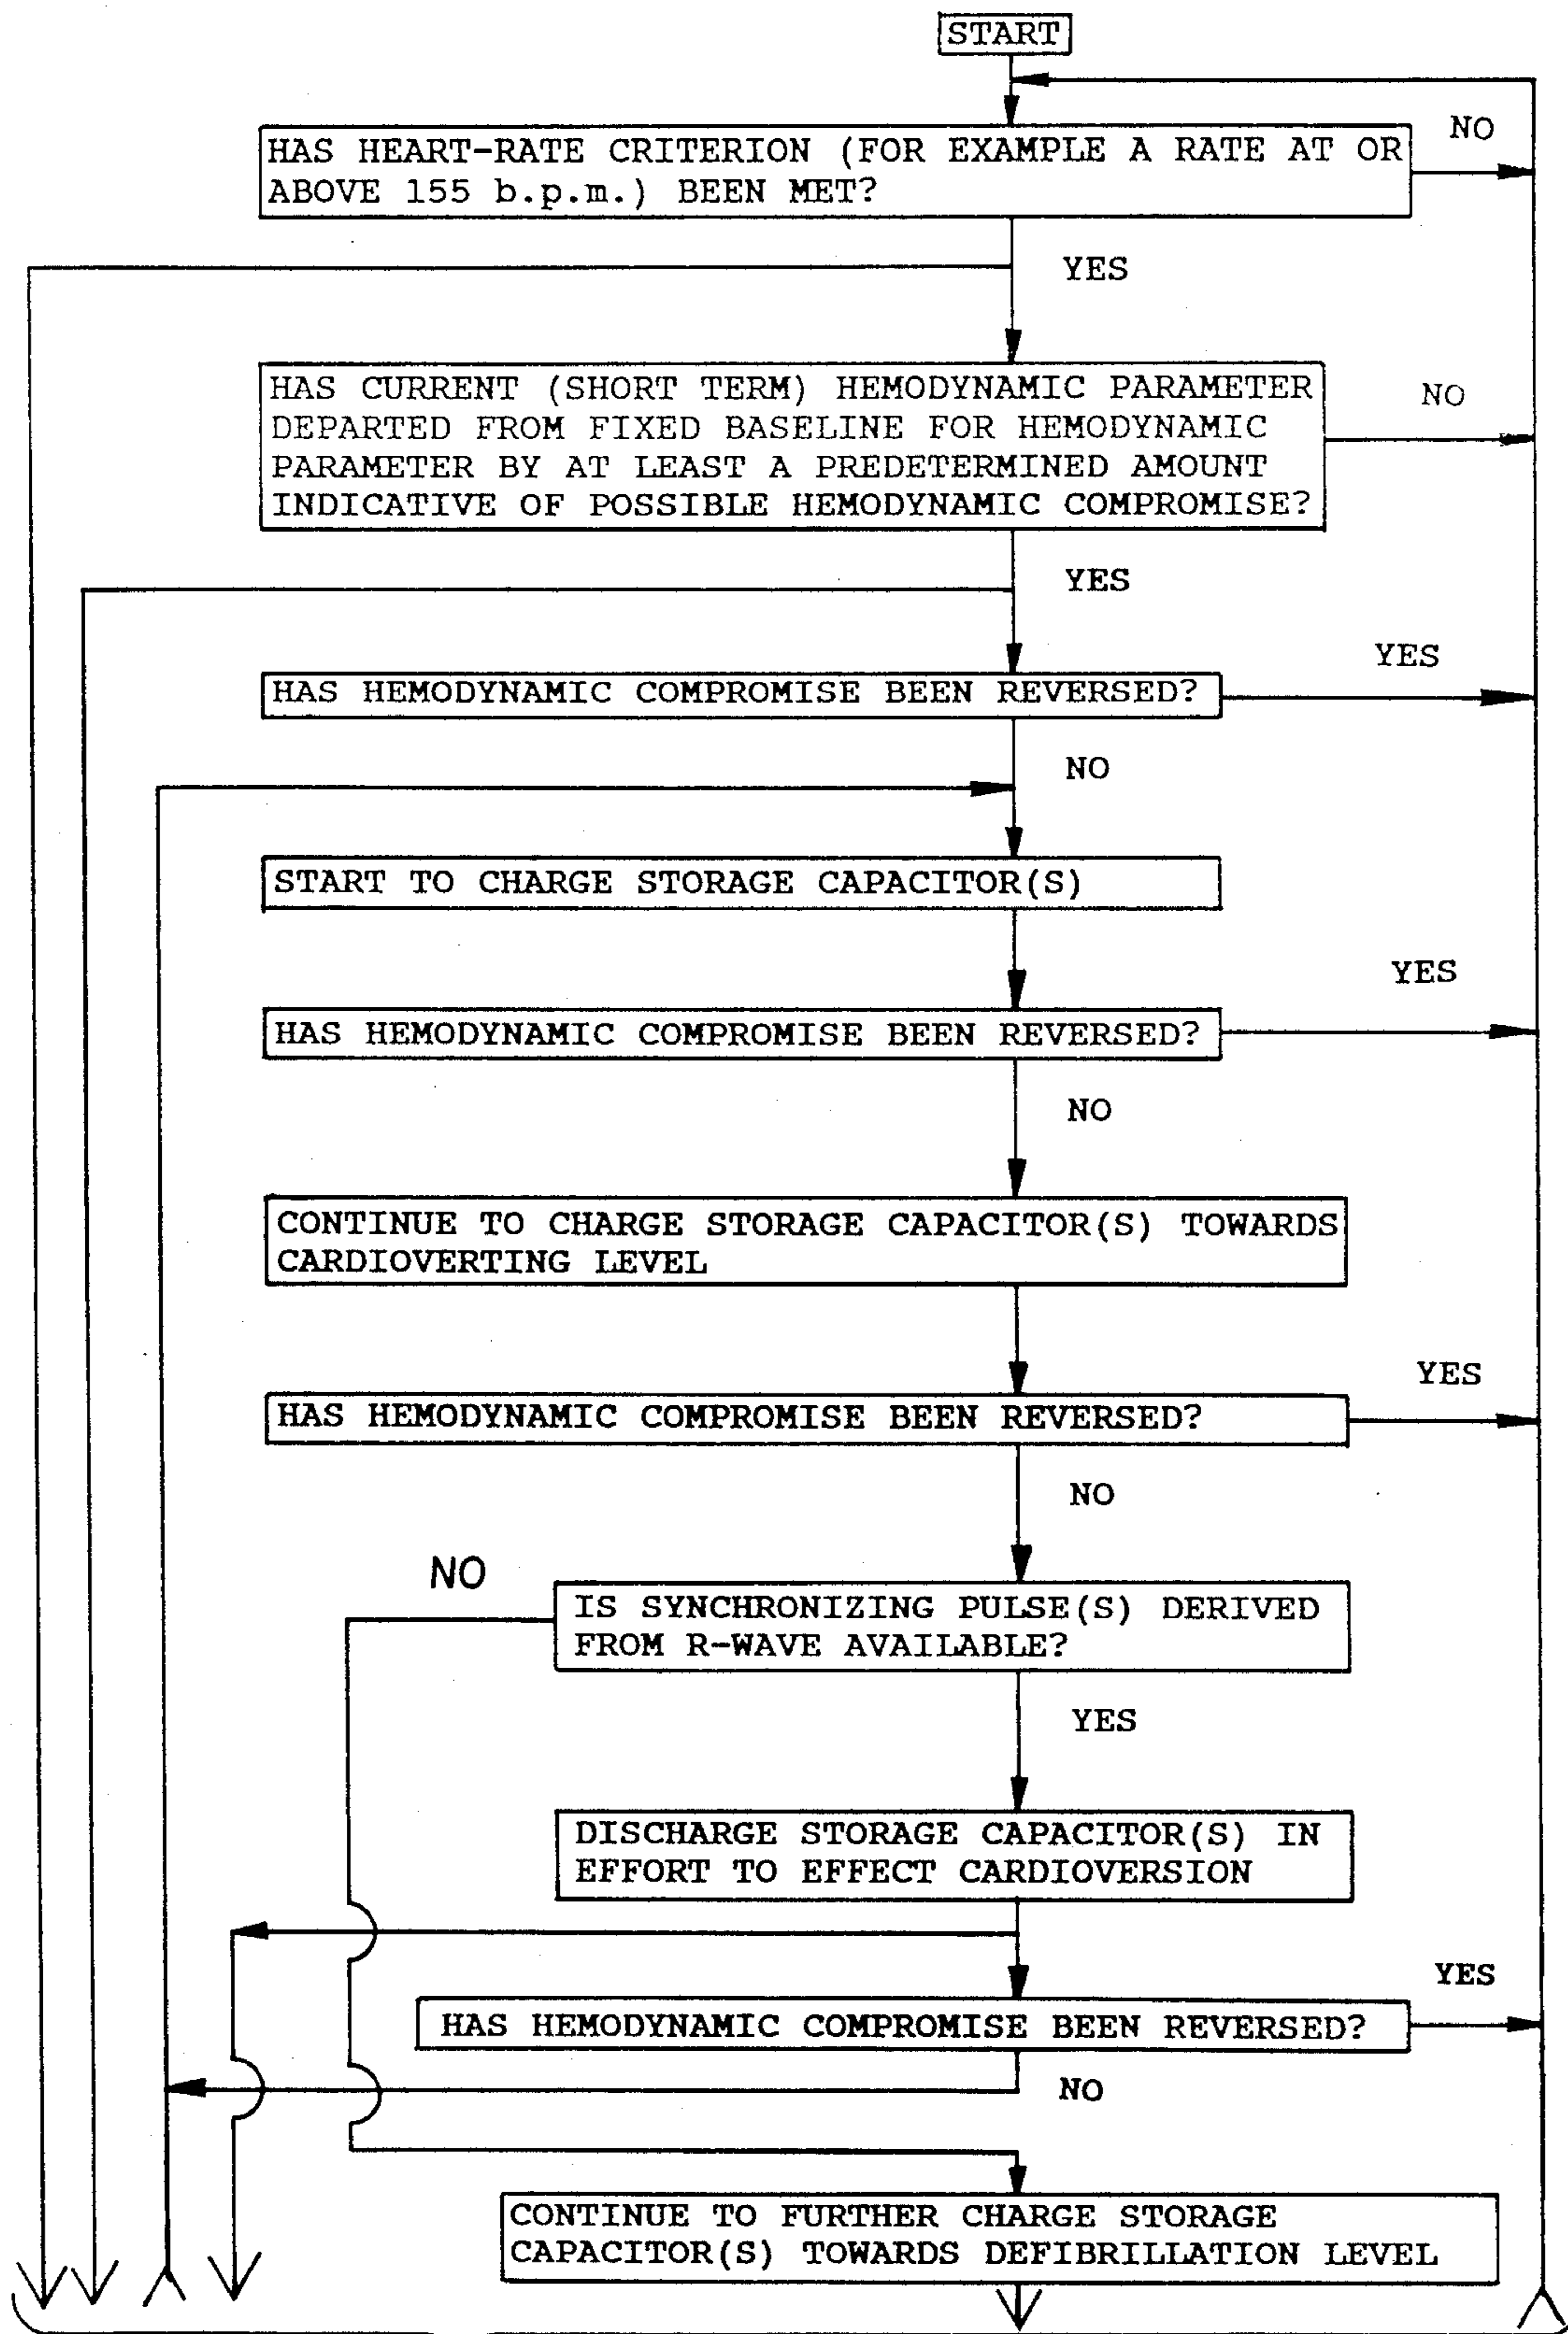 START
NO
HAS HEART-RATE CRITERION (FOR EXAMPLE A RATE AT OR
ABOVE 155 b.p.m.) BEEN MET?
YES
HAS CURRENT (SHORT TERM) HEMODYNAMIC PARAMETER
DEPARTED FROM FIXED BASELINE FOR HEMODYNAMIC
PARAMETER BY AT LEAST A PREDETERMINED AMOUNT
INDICATIVE OF POSSIBLE HEMODYNAMIC COMPROMISE?
NO
YES
YES
HAS HEMODYNAMIC COMPROMISE BEEN REVERSED?
NO
START TO CHARGE STORAGE CAPACITOR(S)
YES
HAS HEMODYNAMIC COMPROMISE BEEN REVERSED?
NO
CONTINUE TO CHARGE STORAGE CAPACITOR(S) TOWARDS
CARDIOVERTING LEVEL
YES
HAS HEMODYNAMIC COMPROMISE BEEN REVERSED?
NO
NO
IS SYNCHRONIZING PULSE(S) DERIVED
FROM R-WAVE AVAILABLE?
YES
DISCHARGE STORAGE CAPACITOR(S) IN
EFFORT TO EFFECT CARDIOVERSION
YES
HAS HEMODYNAMIC COMPROMISE BEEN REVERSED?
NO
CONTINUE TO FURTHER CHARGE STORAGE
CAPACITOR(S) TOWARDS DEFIBRILLATION LEVEL